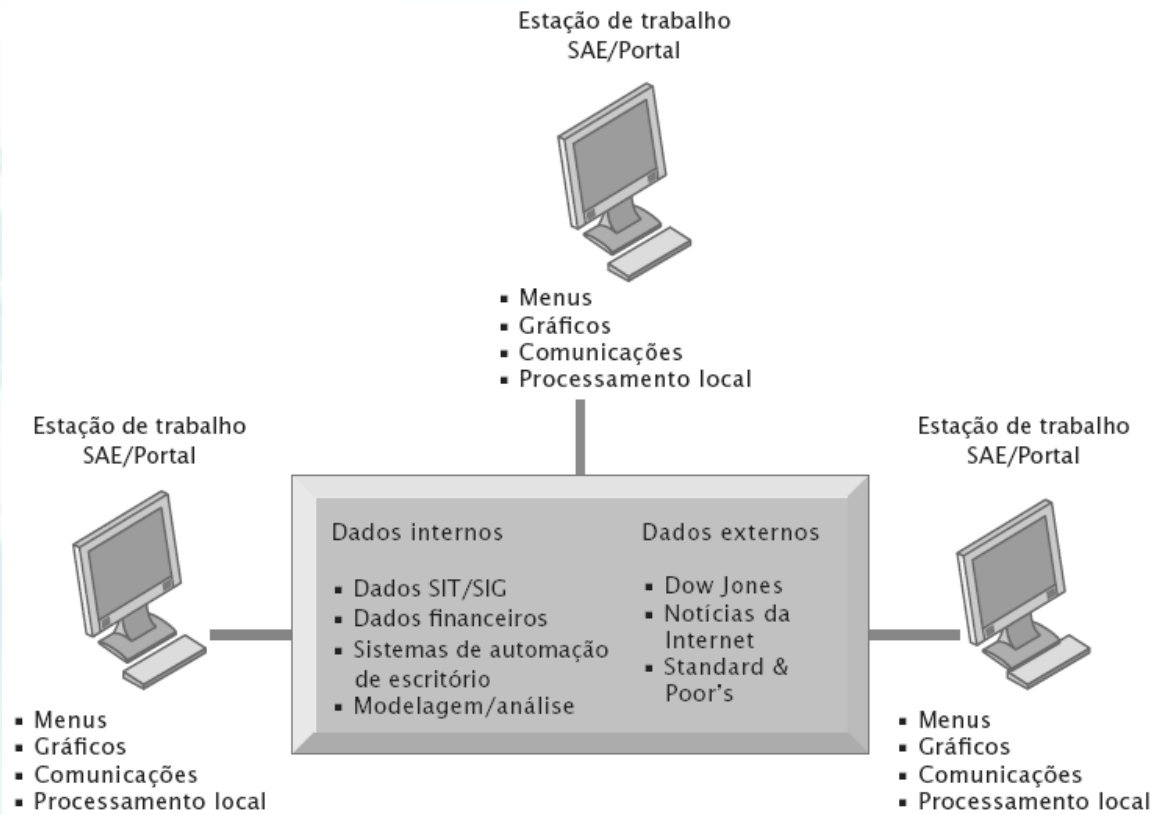 Estação de trabalho
SAE/Portal
▪ Menus
▪ Gráficos
▪ Comunicações
▪ Processamento local
Estação de trabalho
SAE/Portal
▪ Menus
▪ Gráficos
▪ Comunicações
▪ Processamento local
Dados internos
▪ Dados SIT/SIG
▪ Dados financeiros
▪ Sistemas de automação
de escritório
▪ Modelagem/análise
Dados externos
▪ Dow Jones
▪ Notícias da
Internet
▪ Standard &
Poor's
Estação de trabalho
SAE/Portal
▪ Menus
▪ Gráficos
▪ Comunicações
▪ Processamento local